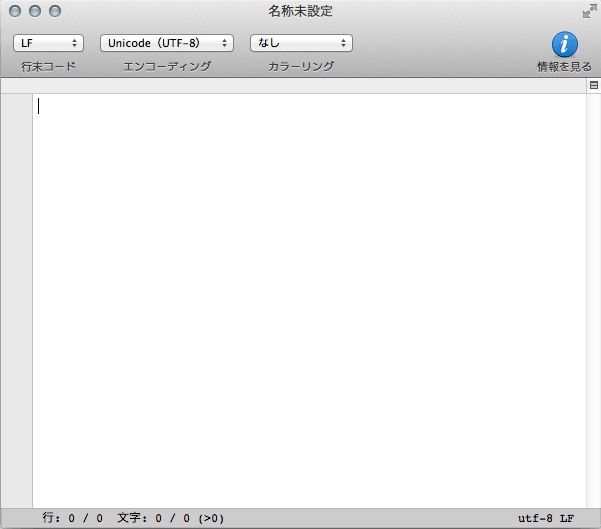 名称未設定
LF Unicode (UTF-8) なし
行末コード エンコーディング カラーリング 情報を見る
行: 0 / 0 文字: 0 / 0 (>0) utf-8 LF